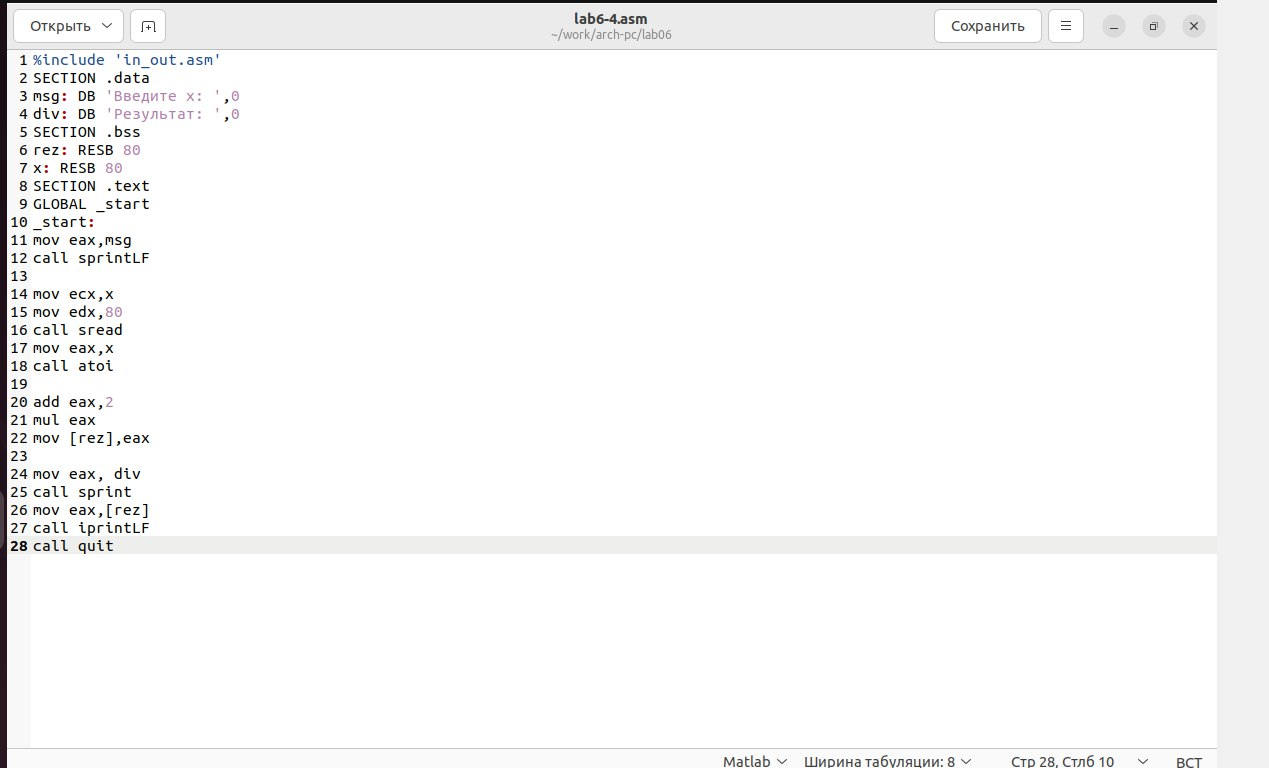 Открыть
lab6-4.asm
~/work/arch-pc/lab06
Сохранить
1 %include 'in_out.asm'
2 SECTION .data
3 msg: DB 'Введите x: ',0
4 div: DB 'Результат: ',0
5 SECTION .bss
6 rez: RESB 80
7 x: RESB 80
8 SECTION .text
9 GLOBAL _start
10 _start:
11 mov eax,msg
12 call sprintLF
13
14 mov ecx,x
15 mov edx,80
16 call sread
17 mov eax,x
18 call atoi
19
20 add eax,2
21 mul eax
22 mov [rez],eax
23
24 mov eax, div
25 call sprint
26 mov eax,[rez]
27 call iprintLF
28 call quit
Matlab Ширина табуляции: 8 Стр 28, Стлб 10 ВСТ